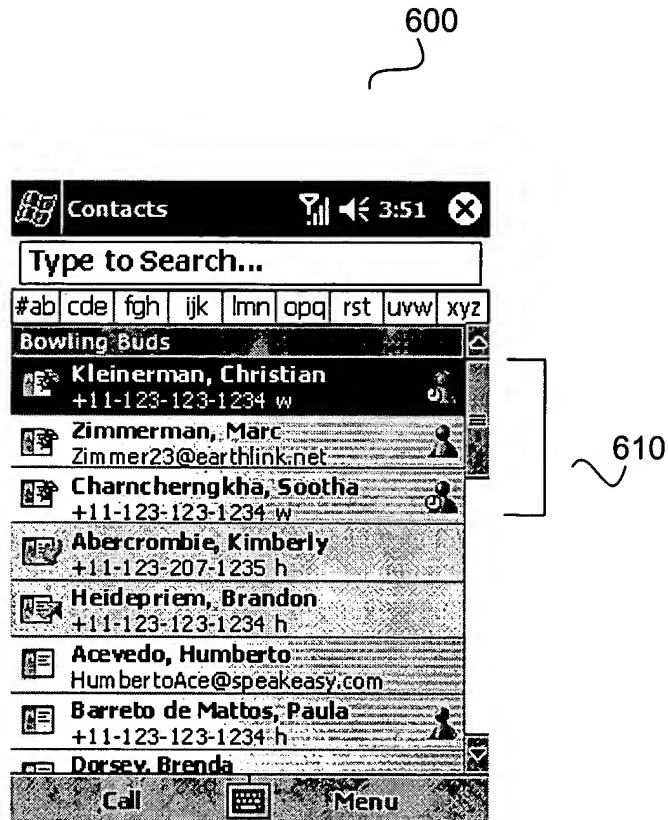 600
Contacts 3:51
Type to Search...
#ab cde fgh ijk lmn opq rst uvw xyz
Bowling Buds
Kleinerman, Christian
+11-123-123-1234 w
610
Zimmerman, Marc
Zimmer23@earthlink.net
Charncherngkha, Sootha
+11-123-123-1234 w
Abercrombie, Kimberly
+11-123-207-1235 h
Heidepriem, Brandon
+11-123-123-1234 h
Acevedo, Humberto
HumbertoAce@speakeasy.com
Barreto de Mattos, Paula
+11-123-123-1234 h
Dorsey, Brenda
Call Menu